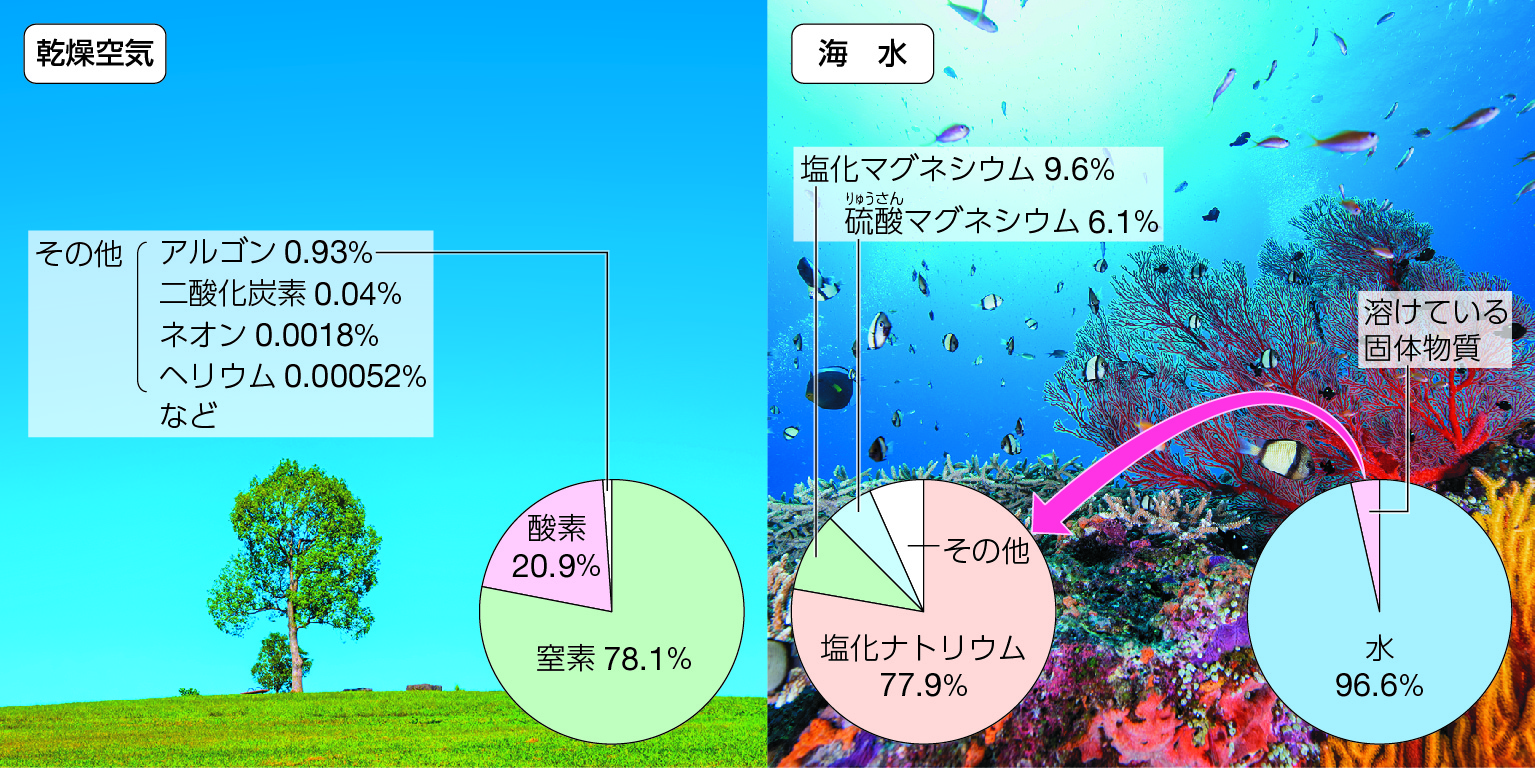 乾燥空気
その他
アルゴン 0.93%
二酸化炭素 0.04%
ネオン 0.0018%
ヘリウム 0.00052%
など
酸素
20.9%
窒素 78.1%
海 水
塩化マグネシウム 9.6%
りゅうさん
硫酸マグネシウム 6.1%
溶けている
固体物質
その他
塩化ナトリウム
77.9%
水
96.6%